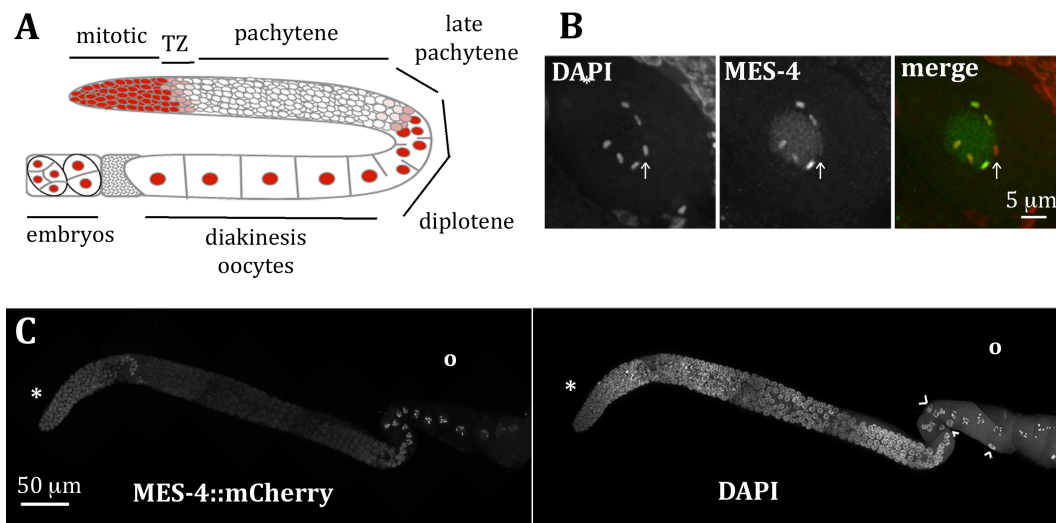 A
mitotic
TZ
pachytene
late
pachytene
embryos
diakinesis
oocytes
diplotene
B
DAPI
*
MES-4
merge
5 µm
C
*
o
50 µm
MES-4::mCherry
*
o
DAPI